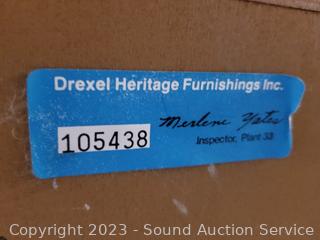 Drexel Heritage Furnishings Inc.
105438
Merlene Yates
Inspector, Plant 33
Copyright 2023 - Sound Auction Service